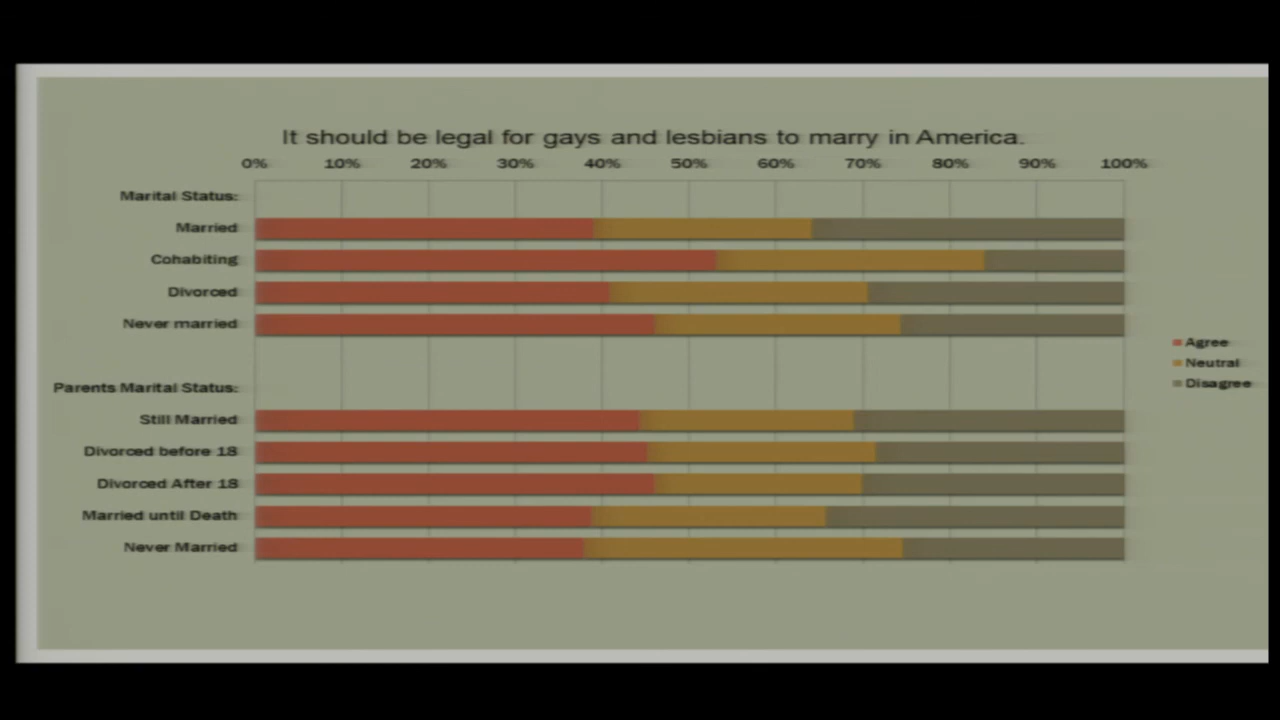 It should be legal for gays and lesbians to marry in America.
0% 10% 20% 30% 40% 50% 60% 70% 80% 90% 100%
Marital Status:
Married
Cohabiting
Divorced
Never married
Parents Marital Status:
Still Married
Divorced before 18
Divorced After 18
Married until Death
Never Married
Agree
Neutral
Disagree